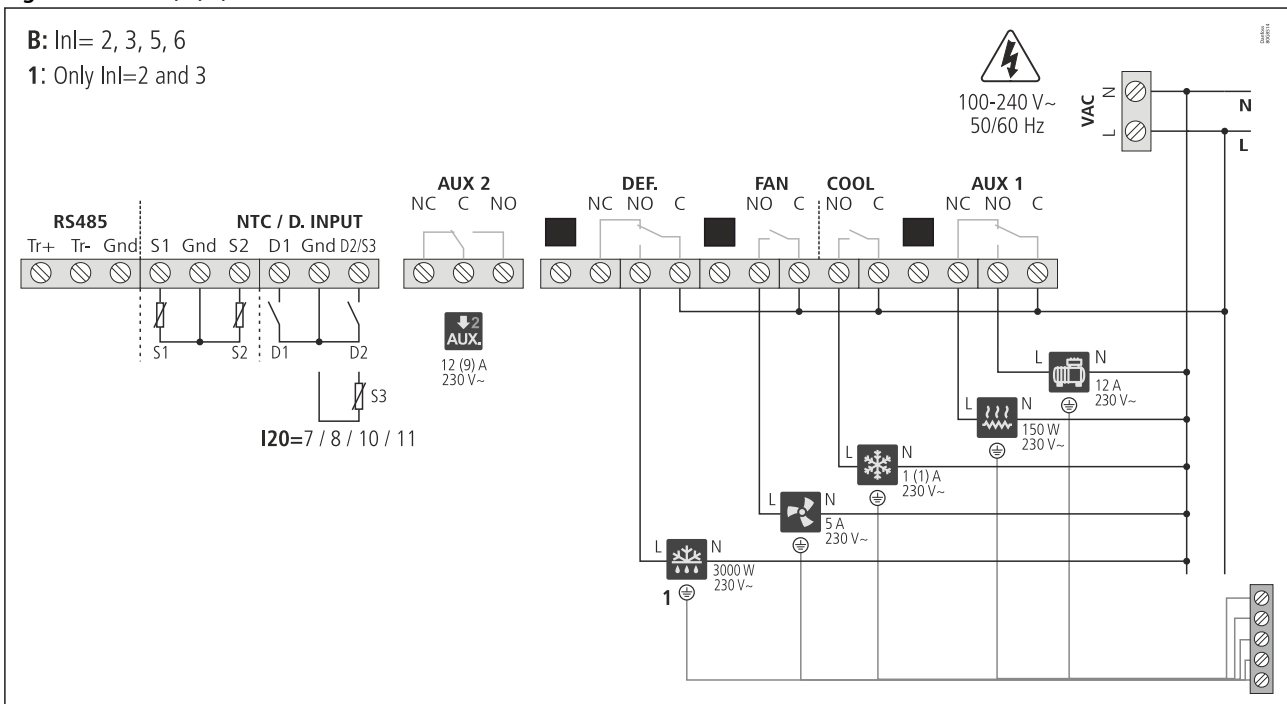 B: InI= 2, 3, 5, 6
1: Only InI=2 and 3
100-240 V~
50/60 Hz
VAC
N
L
N
L
RS485
NTC / D. INPUT
AUX 2
DEF.
FAN
COOL
AUX 1
Tr+ Tr- Gnd S1 Gnd S2 D1 Gnd D2/S3
NC C NO
NC NO C
NO C
NO C
NC NO C
S1 S2 D1 D2
S3
I20=7 / 8 / 10 / 11
2
AUX.
12 (9) A
230 V~
L N
12 A
230 V~
L N
150 W
230 V~
L N
1 (1) A
230 V~
L N
5 A
230 V~
L N
3000 W
230 V~
1
Danfoss